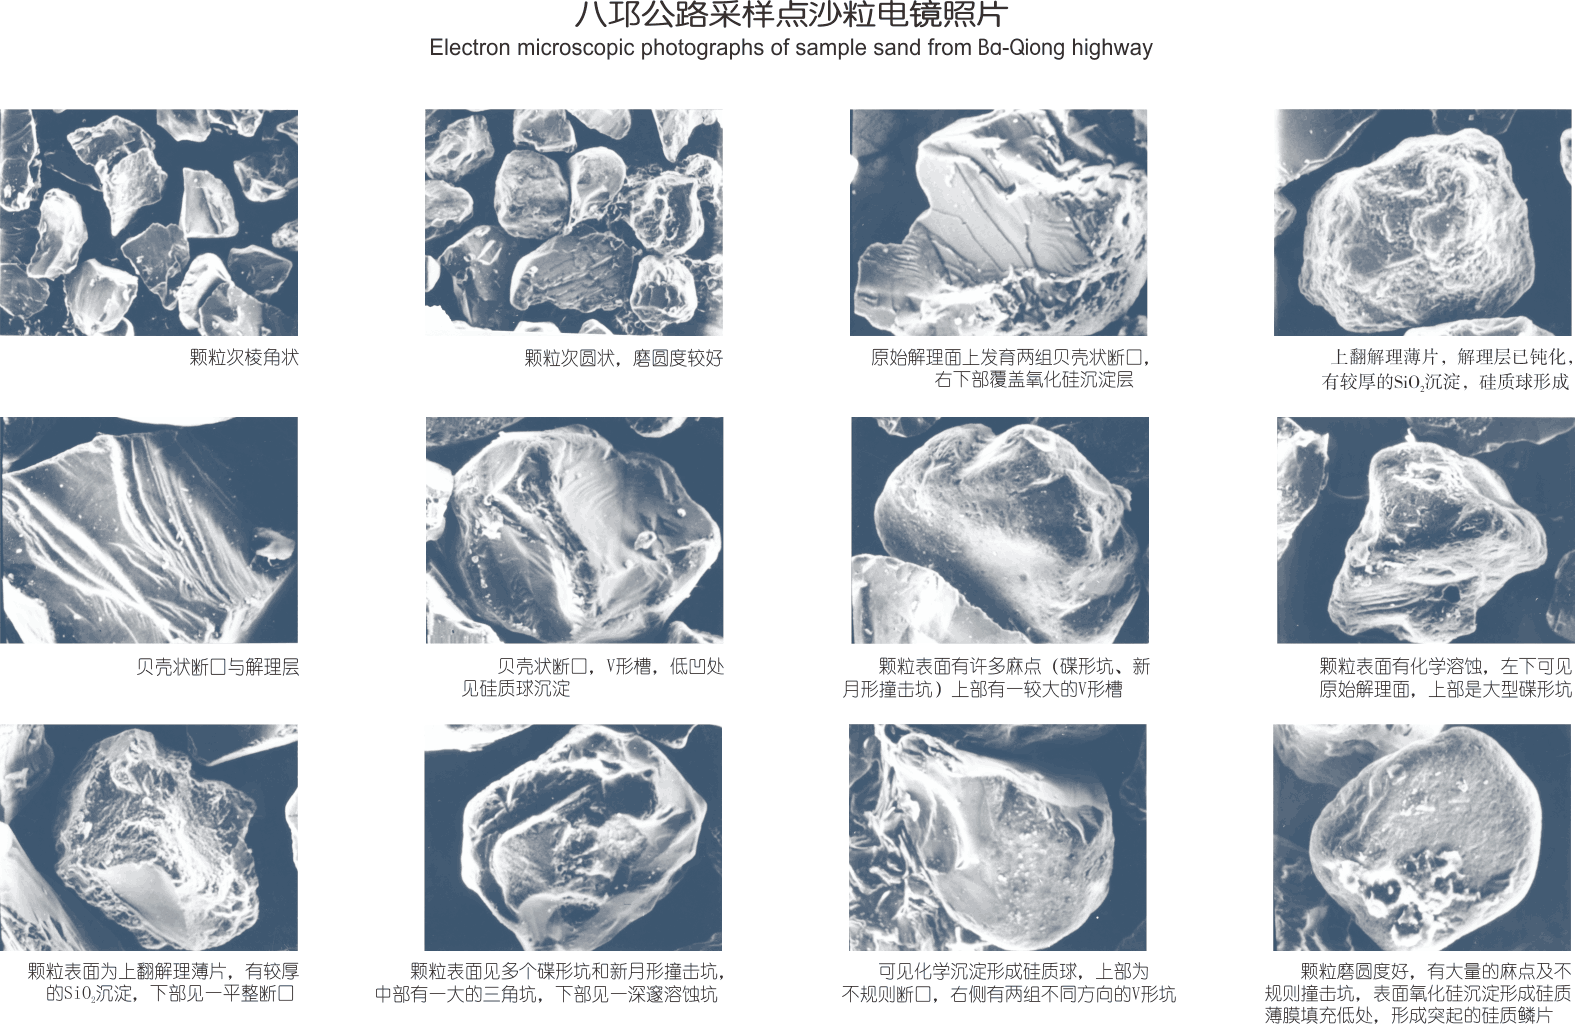 八邛公路采样点沙粒电镜照片
Electron microscopic photographs of sample sand from Ba-Qiong highway
颗粒次棱角状
颗粒次圆状，磨圆度较好
原始解理面上发育两组贝壳状断口，
右下部覆盖氧化硅沉淀层
上翻解理薄片，解理层已钝化，
有较厚的SiO₂沉淀，硅质球形成
贝壳状断口与解理层
贝壳状断口，V形槽，低凹处
见硅质球沉淀
颗粒表面有许多麻点（碟形坑、新
月形撞击坑）上部有一较大的V形槽
颗粒表面有化学溶蚀，左下可见
原始解理面，上部是大型碟形坑
颗粒表面为上翻解理薄片，有较厚
的SiO₂沉淀，下部见一平整断口
颗粒表面见多个碟形坑和新月形撞击坑，
中部有一大的三角坑，下部见一深邃溶蚀坑
可见化学沉淀形成硅质球，上部为
不规则断口，右侧有两组不同方向的V形坑
颗粒磨圆度好，有大量的麻点及不
规则撞击坑，表面氧化硅沉淀形成硅质
薄膜填充低处，形成突起的硅质鳞片